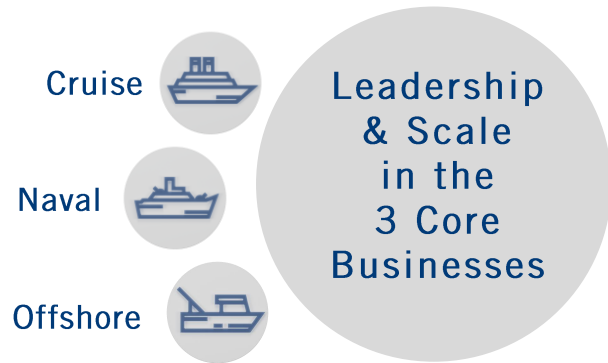 Cruise
Naval
Offshore
Leadership
& Scale
in the
3 Core
Businesses